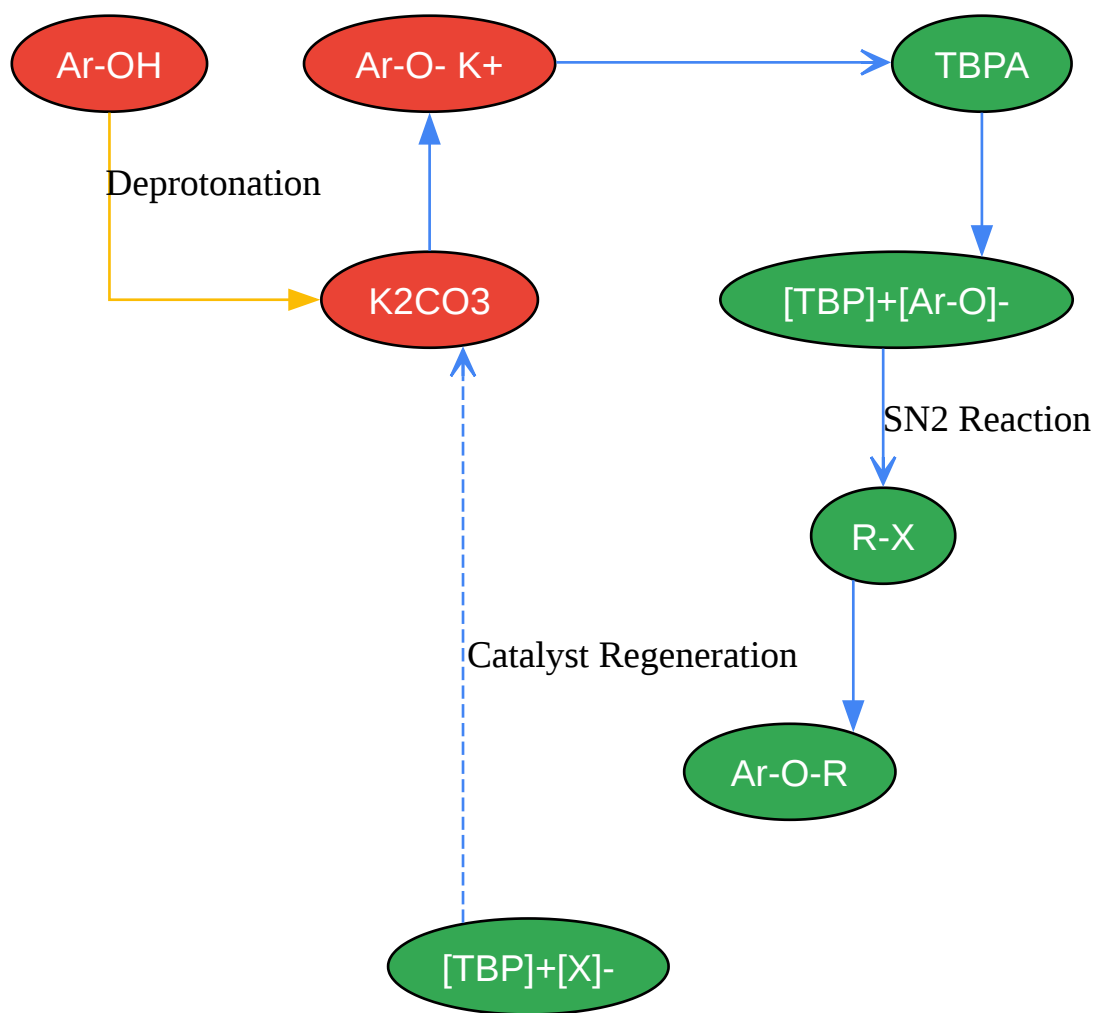 Ar-OH
Ar-O- K+
TBPA
Deprotonation
K2CO3
[TBP]+[Ar-O]-
SN2 Reaction
R-X
Catalyst Regeneration
Ar-O-R
[TBP]+[X]-